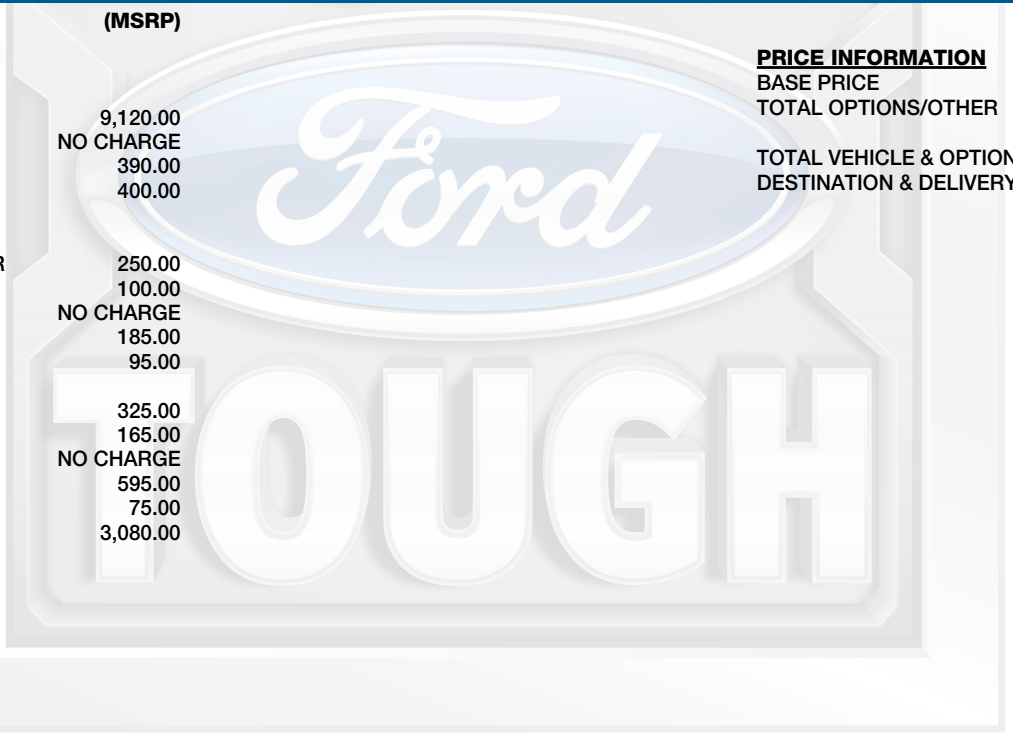 (MSRP)
9,120.00
NO CHARGE
390.00
400.00
R 250.00
100.00
NO CHARGE
185.00
95.00
325.00
165.00
NO CHARGE
595.00
75.00
3,080.00
PRICE INFORMATION
BASE PRICE
TOTAL OPTIONS/OTHER
TOTAL VEHICLE & OPTION
DESTINATION & DELIVERY
Ford
TOUGH